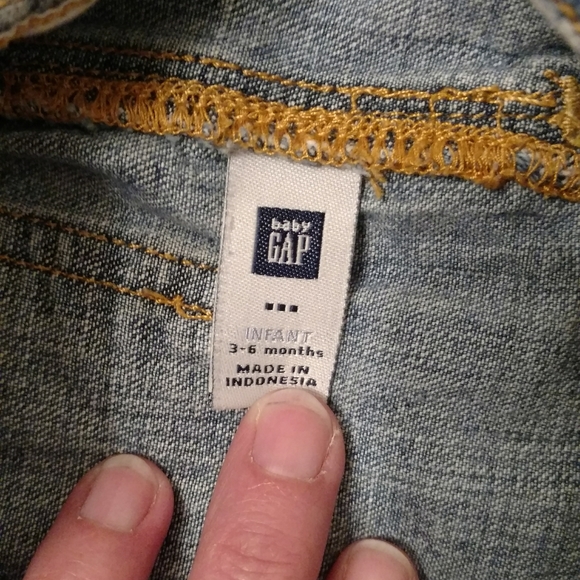 baby
GAP
INFANT
3-6 months
MADE IN
INDONESIA